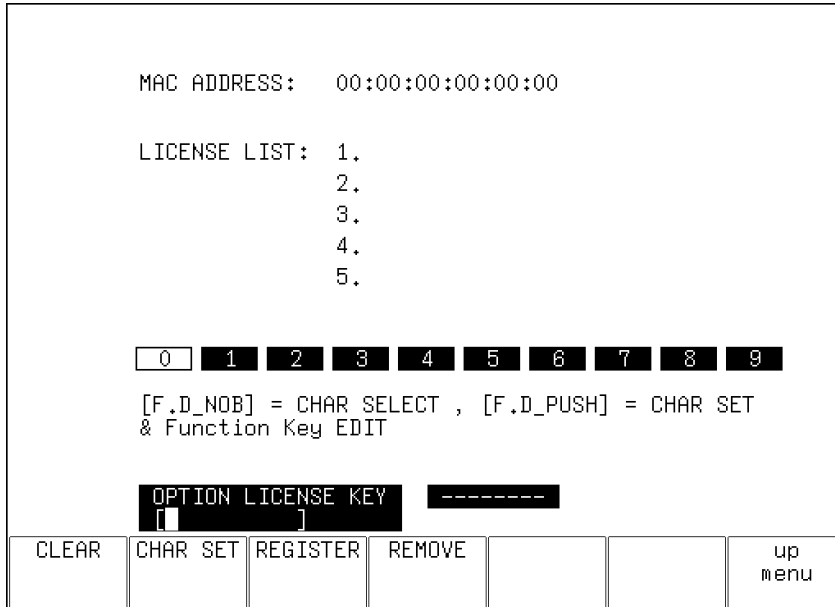 MAC ADDRESS: 00:00:00:00:00:00
LICENSE LIST: 1.
2.
3.
4.
5.
0 1 2 3 4 5 6 7 8 9
[F.D_NOB] = CHAR SELECT , [F.D_PUSH] = CHAR SET
& Function Key EDIT
OPTION LICENSE KEY --------
[ ]
CLEAR CHAR SET REGISTER REMOVE up
menu